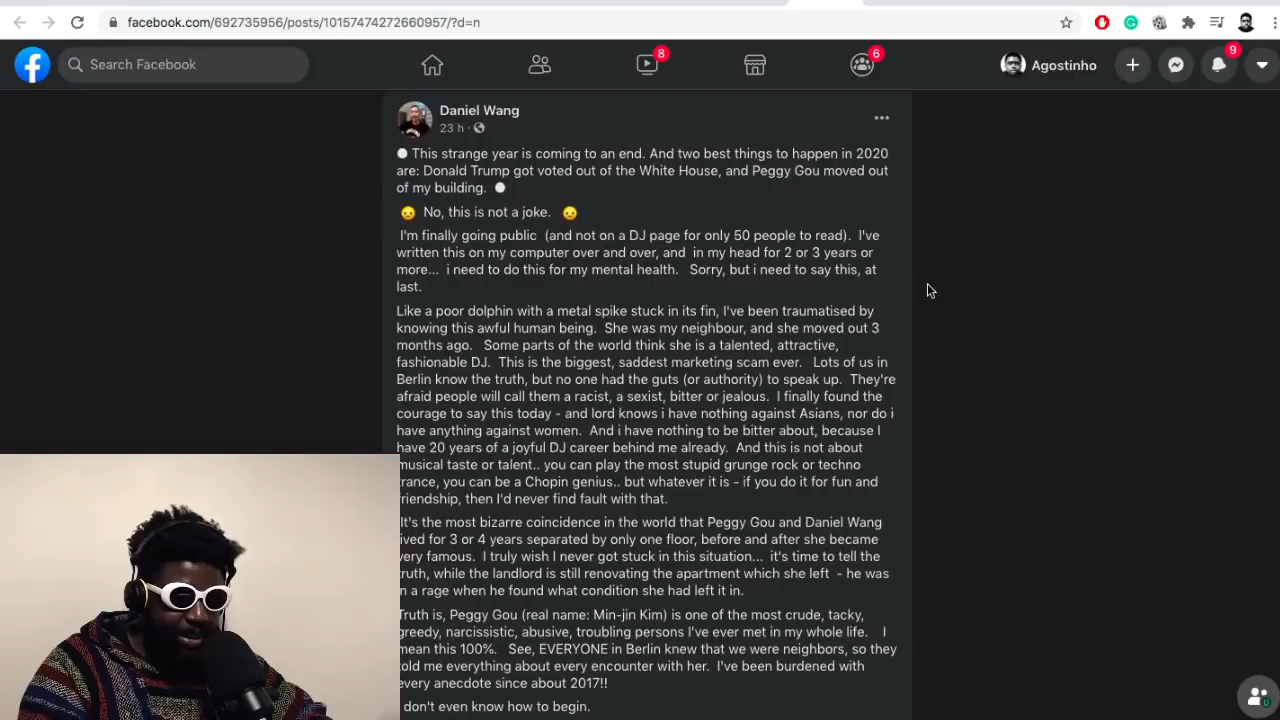 facebook.com/692735956/posts/10157474272660957/?d=n
Search Facebook
8
6
Agostinho
9
Daniel Wang
23 h ·
This strange year is coming to an end. And two best things to happen in 2020
are: Donald Trump got voted out of the White House, and Peggy Gou moved out
of my building.
No, this is not a joke.
I'm finally going public (and not on a DJ page for only 50 people to read). I've
written this on my computer over and over, and in my head for 2 or 3 years or
more... i need to do this for my mental health. Sorry, but i need to say this, at
last.
Like a poor dolphin with a metal spike stuck in its fin, I've been traumatised by
knowing this awful human being. She was my neighbour, and she moved out 3
months ago. Some parts of the world think she is a talented, attractive,
fashionable DJ. This is the biggest, saddest marketing scam ever. Lots of us in
Berlin know the truth, but no one had the guts (or authority) to speak up. They're
afraid people will call them a racist, a sexist, bitter or jealous. I finally found the
courage to say this today - and lord knows i have nothing against Asians, nor do i
have anything against women. And i have nothing to be bitter about, because I
have 20 years of a joyful DJ career behind me already. And this is not about
musical taste or talent.. you can play the most stupid grunge rock or techno
trance, you can be a Chopin genius.. but whatever it is - if you do it for fun and
friendship, then I'd never find fault with that.
It's the most bizarre coincidence in the world that Peggy Gou and Daniel Wang
lived for 3 or 4 years separated by only one floor, before and after she became
very famous. I truly wish I never got stuck in this situation... it's time to tell the
truth, while the landlord is still renovating the apartment which she left - he was
in a rage when he found what condition she had left it in.
Truth is, Peggy Gou (real name: Min-jin Kim) is one of the most crude, tacky,
greedy, narcissistic, abusive, troubling persons I've ever met in my whole life. I
mean this 100%. See, EVERYONE in Berlin knew that we were neighbors, so they
told me everything about every encounter with her. I've been burdened with
every anecdote since about 2017!!
don't even know how to begin.
0